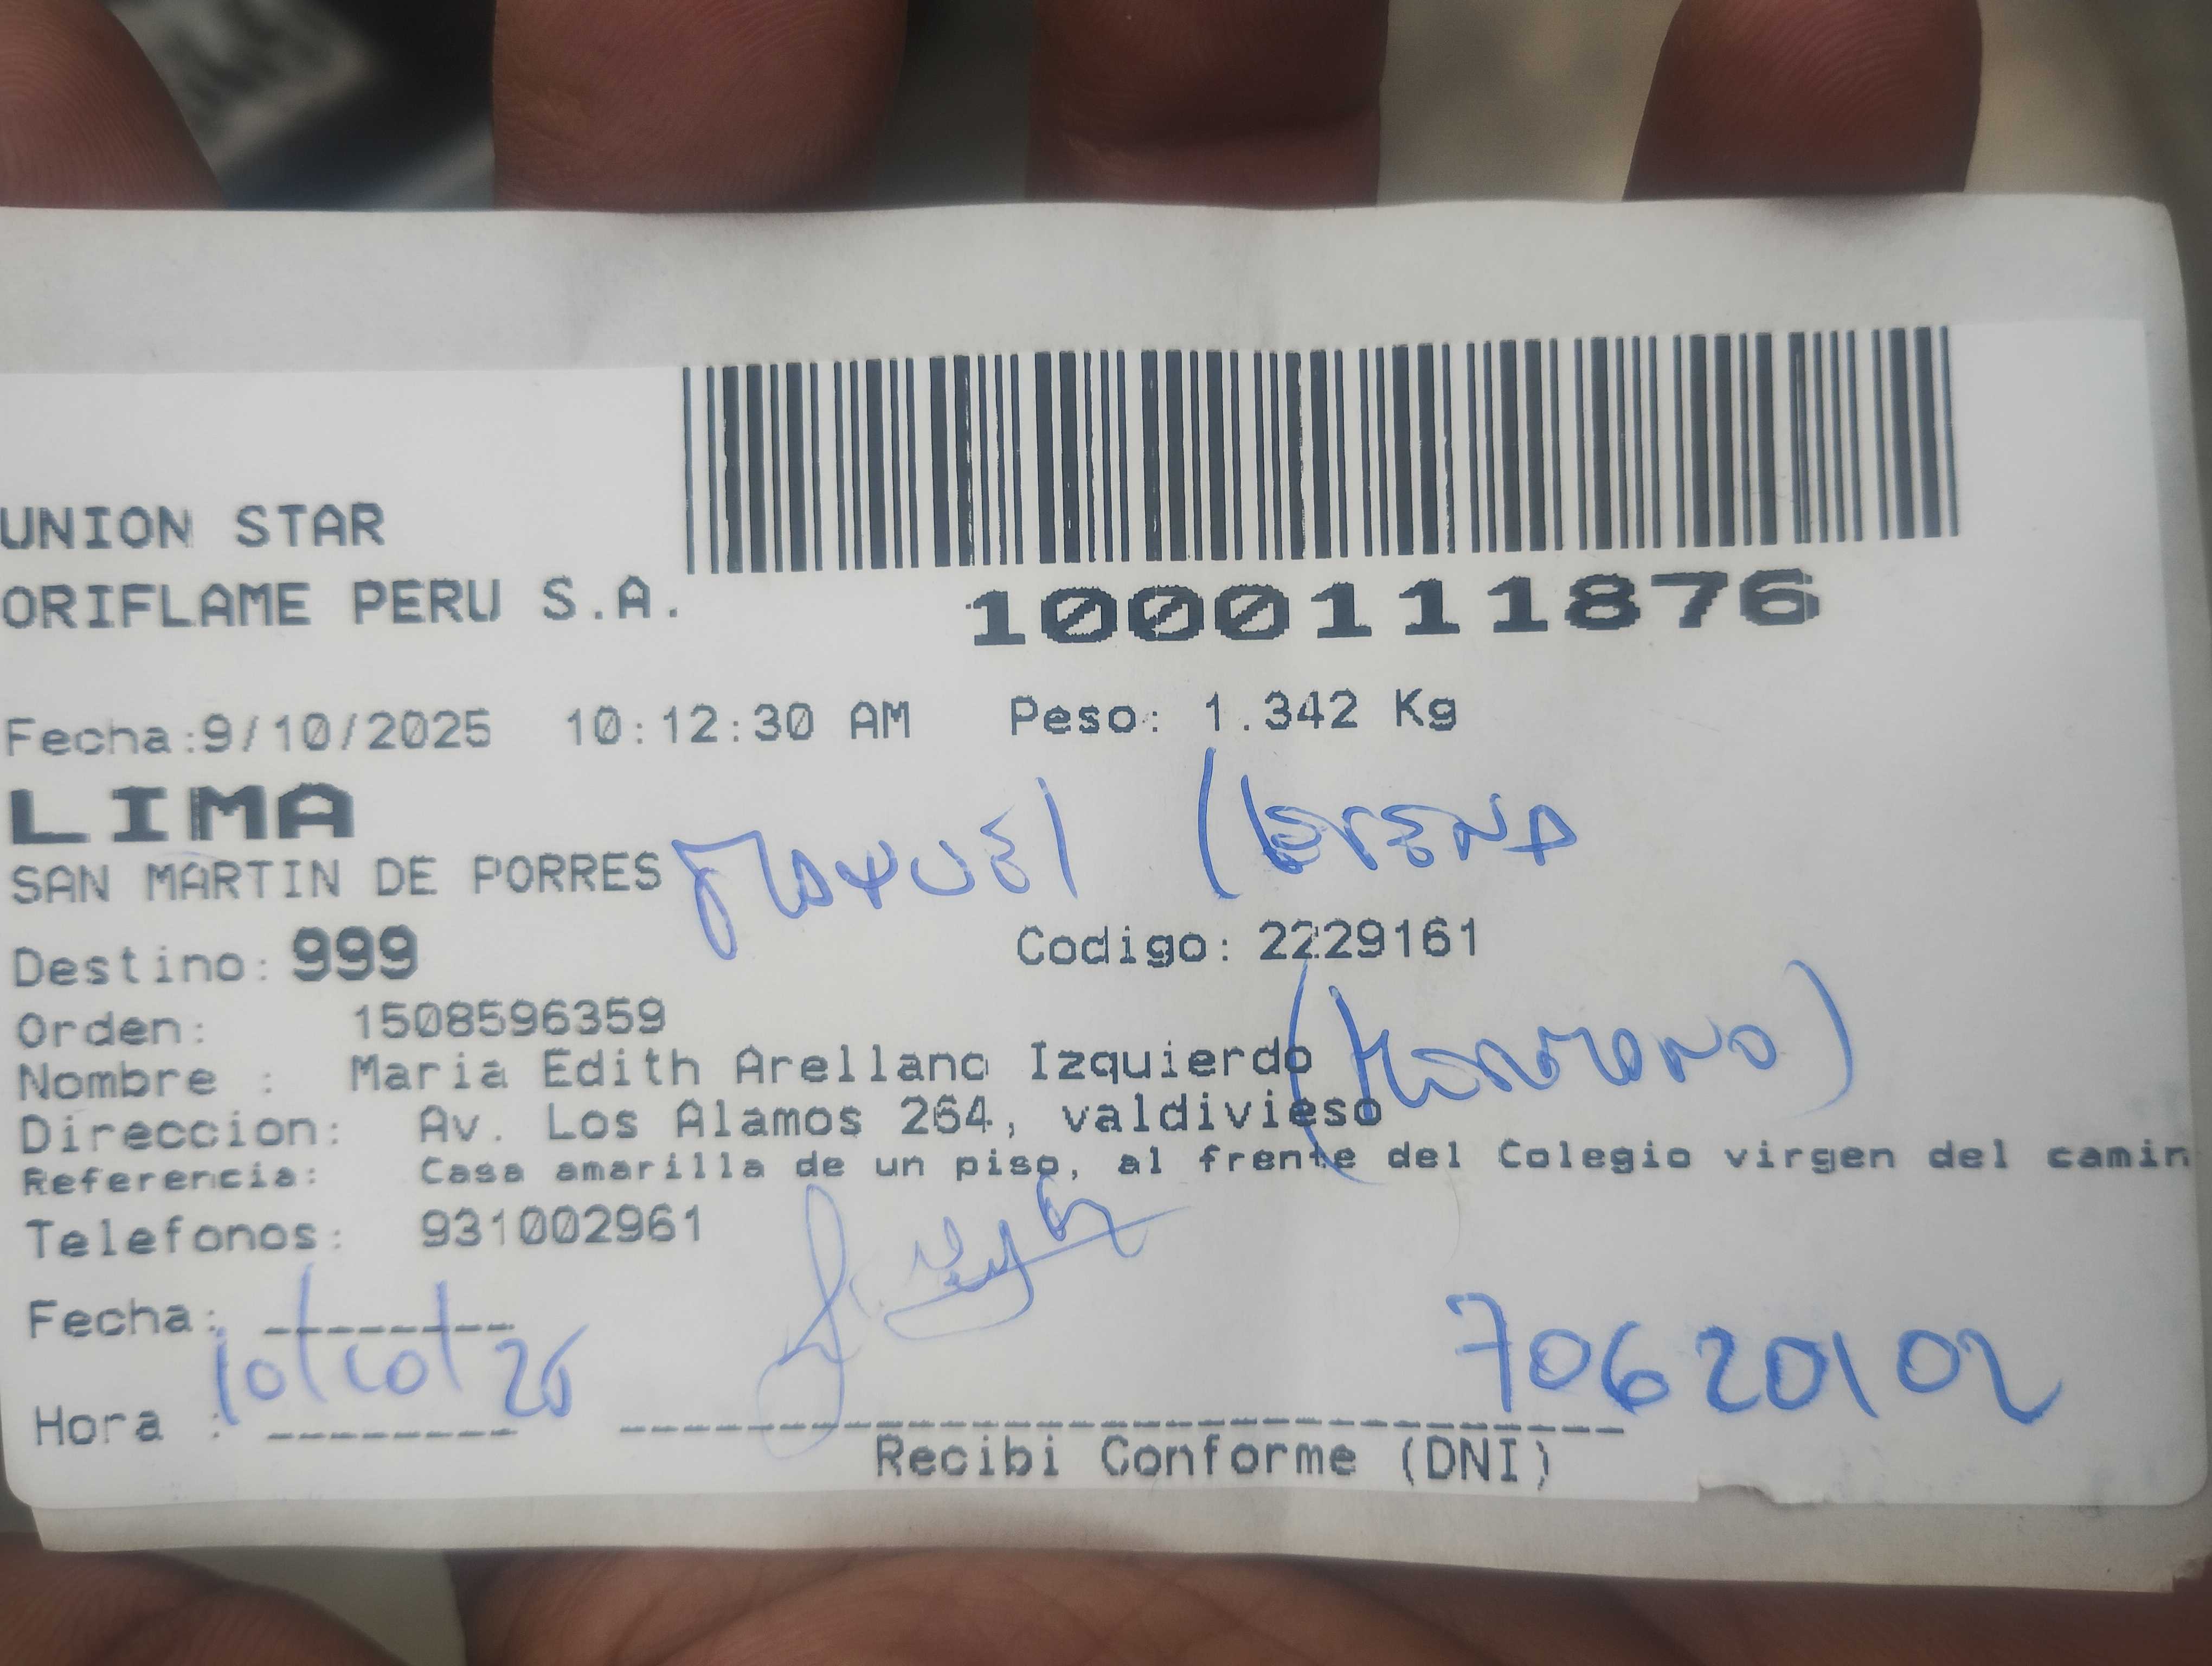 UNION STAR
ORIFLAME PERU S.A.
1000111876
Fecha:9/10/2025 10:12:30 AM Peso: 1.342 Kg
LIMA
SAN MARTIN DE PORRES Manuel
Destino: 999 Codigo: 2229161
Orden: 1508596359
Nombre : Maria Edith Arellano Izquierdo
(Hermano)
Direccion: Av. Los Alamos 264, valdivieso
Referencia: Casa amarilla de un piso, al frente del Colegio virgen del camin
Telefonos: 931002961
Fecha: 10/10/25
70620102
Hora :
Recibi Conforme (DNI)